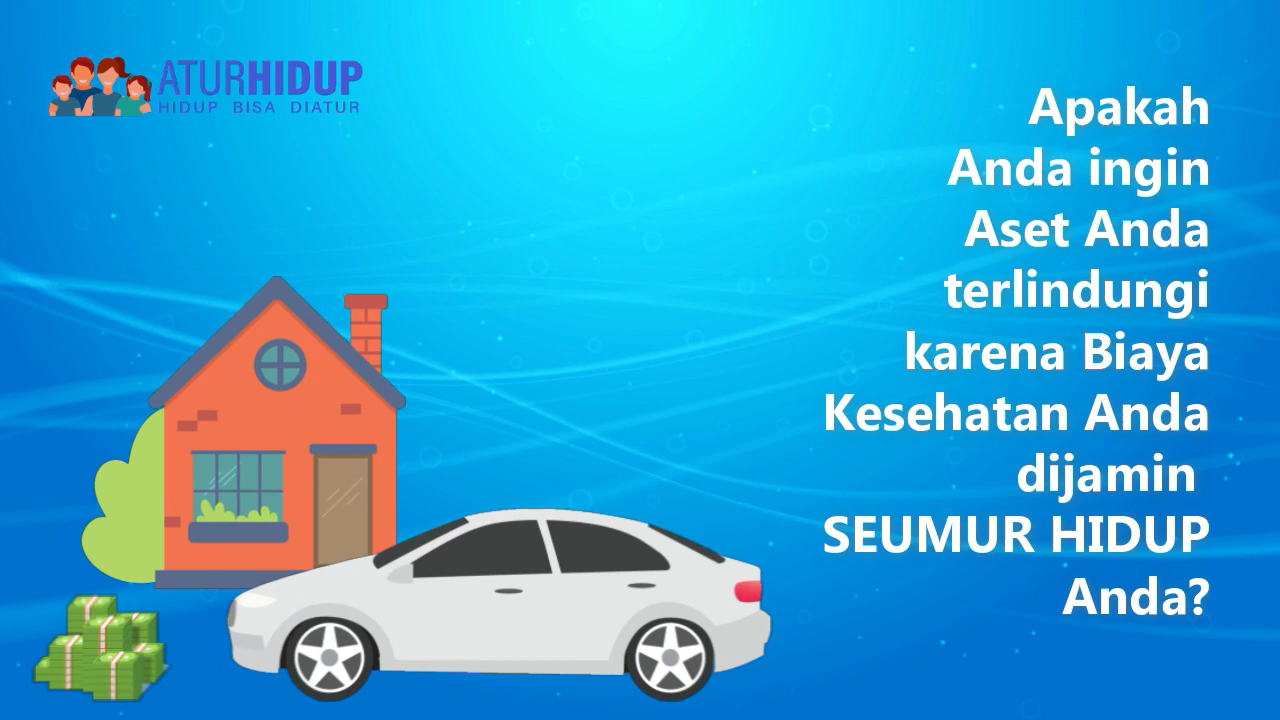 ATURHIDUP
HIDUP BISA DIATUR
Apakah
Anda ingin
Aset Anda
terlindungi
karena Biaya
Kesehatan Anda
dijamin
SEUMUR HIDUP
Anda?